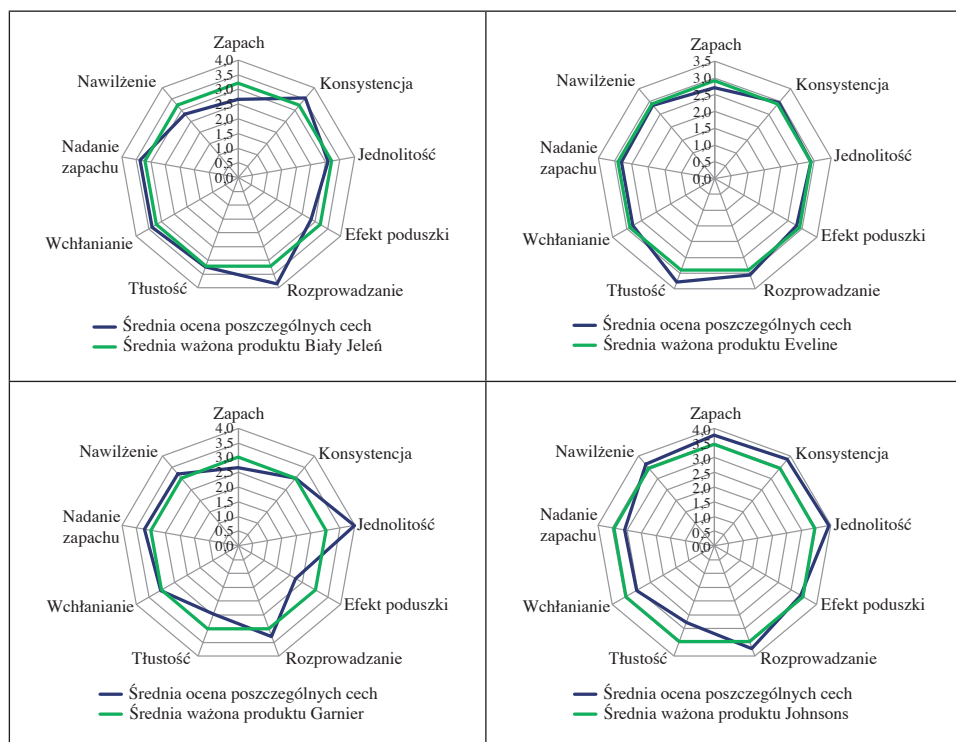 Zapach
4,0
3,5
3,0
2,5
2,0
1,5
1,0
0,5
0,0
Konsystencja
Jednolitość
Efekt poduszki
Rozprowadzanie
Tłustość
Wchłanianie
Nadanie
zapachu
Nawilżenie
Średnia ocena poszczególnych cech
Średnia ważona produktu Biały Jeleń
Zapach
3,5
3,0
2,5
2,0
1,5
1,0
0,5
0,0
Konsystencja
Jednolitość
Efekt poduszki
Rozprowadzanie
Tłustość
Wchłanianie
Nadanie
zapachu
Nawilżenie
Średnia ocena poszczególnych cech
Średnia ważona produktu Eveline
Zapach
4,0
3,5
3,0
2,5
2,0
1,5
1,0
0,5
0,0
Konsystencja
Jednolitość
Efekt poduszki
Rozprowadzanie
Tłustość
Wchłanianie
Nadanie
zapachu
Nawilżenie
Średnia ocena poszczególnych cech
Średnia ważona produktu Garnier
Zapach
4,0
3,5
3,0
2,5
2,0
1,5
1,0
0,5
0,0
Konsystencja
Jednolitość
Efekt poduszki
Rozprowadzanie
Tłustość
Wchłanianie
Nadanie
zapachu
Nawilżenie
Średnia ocena poszczególnych cech
Średnia ważona produktu Johnsons